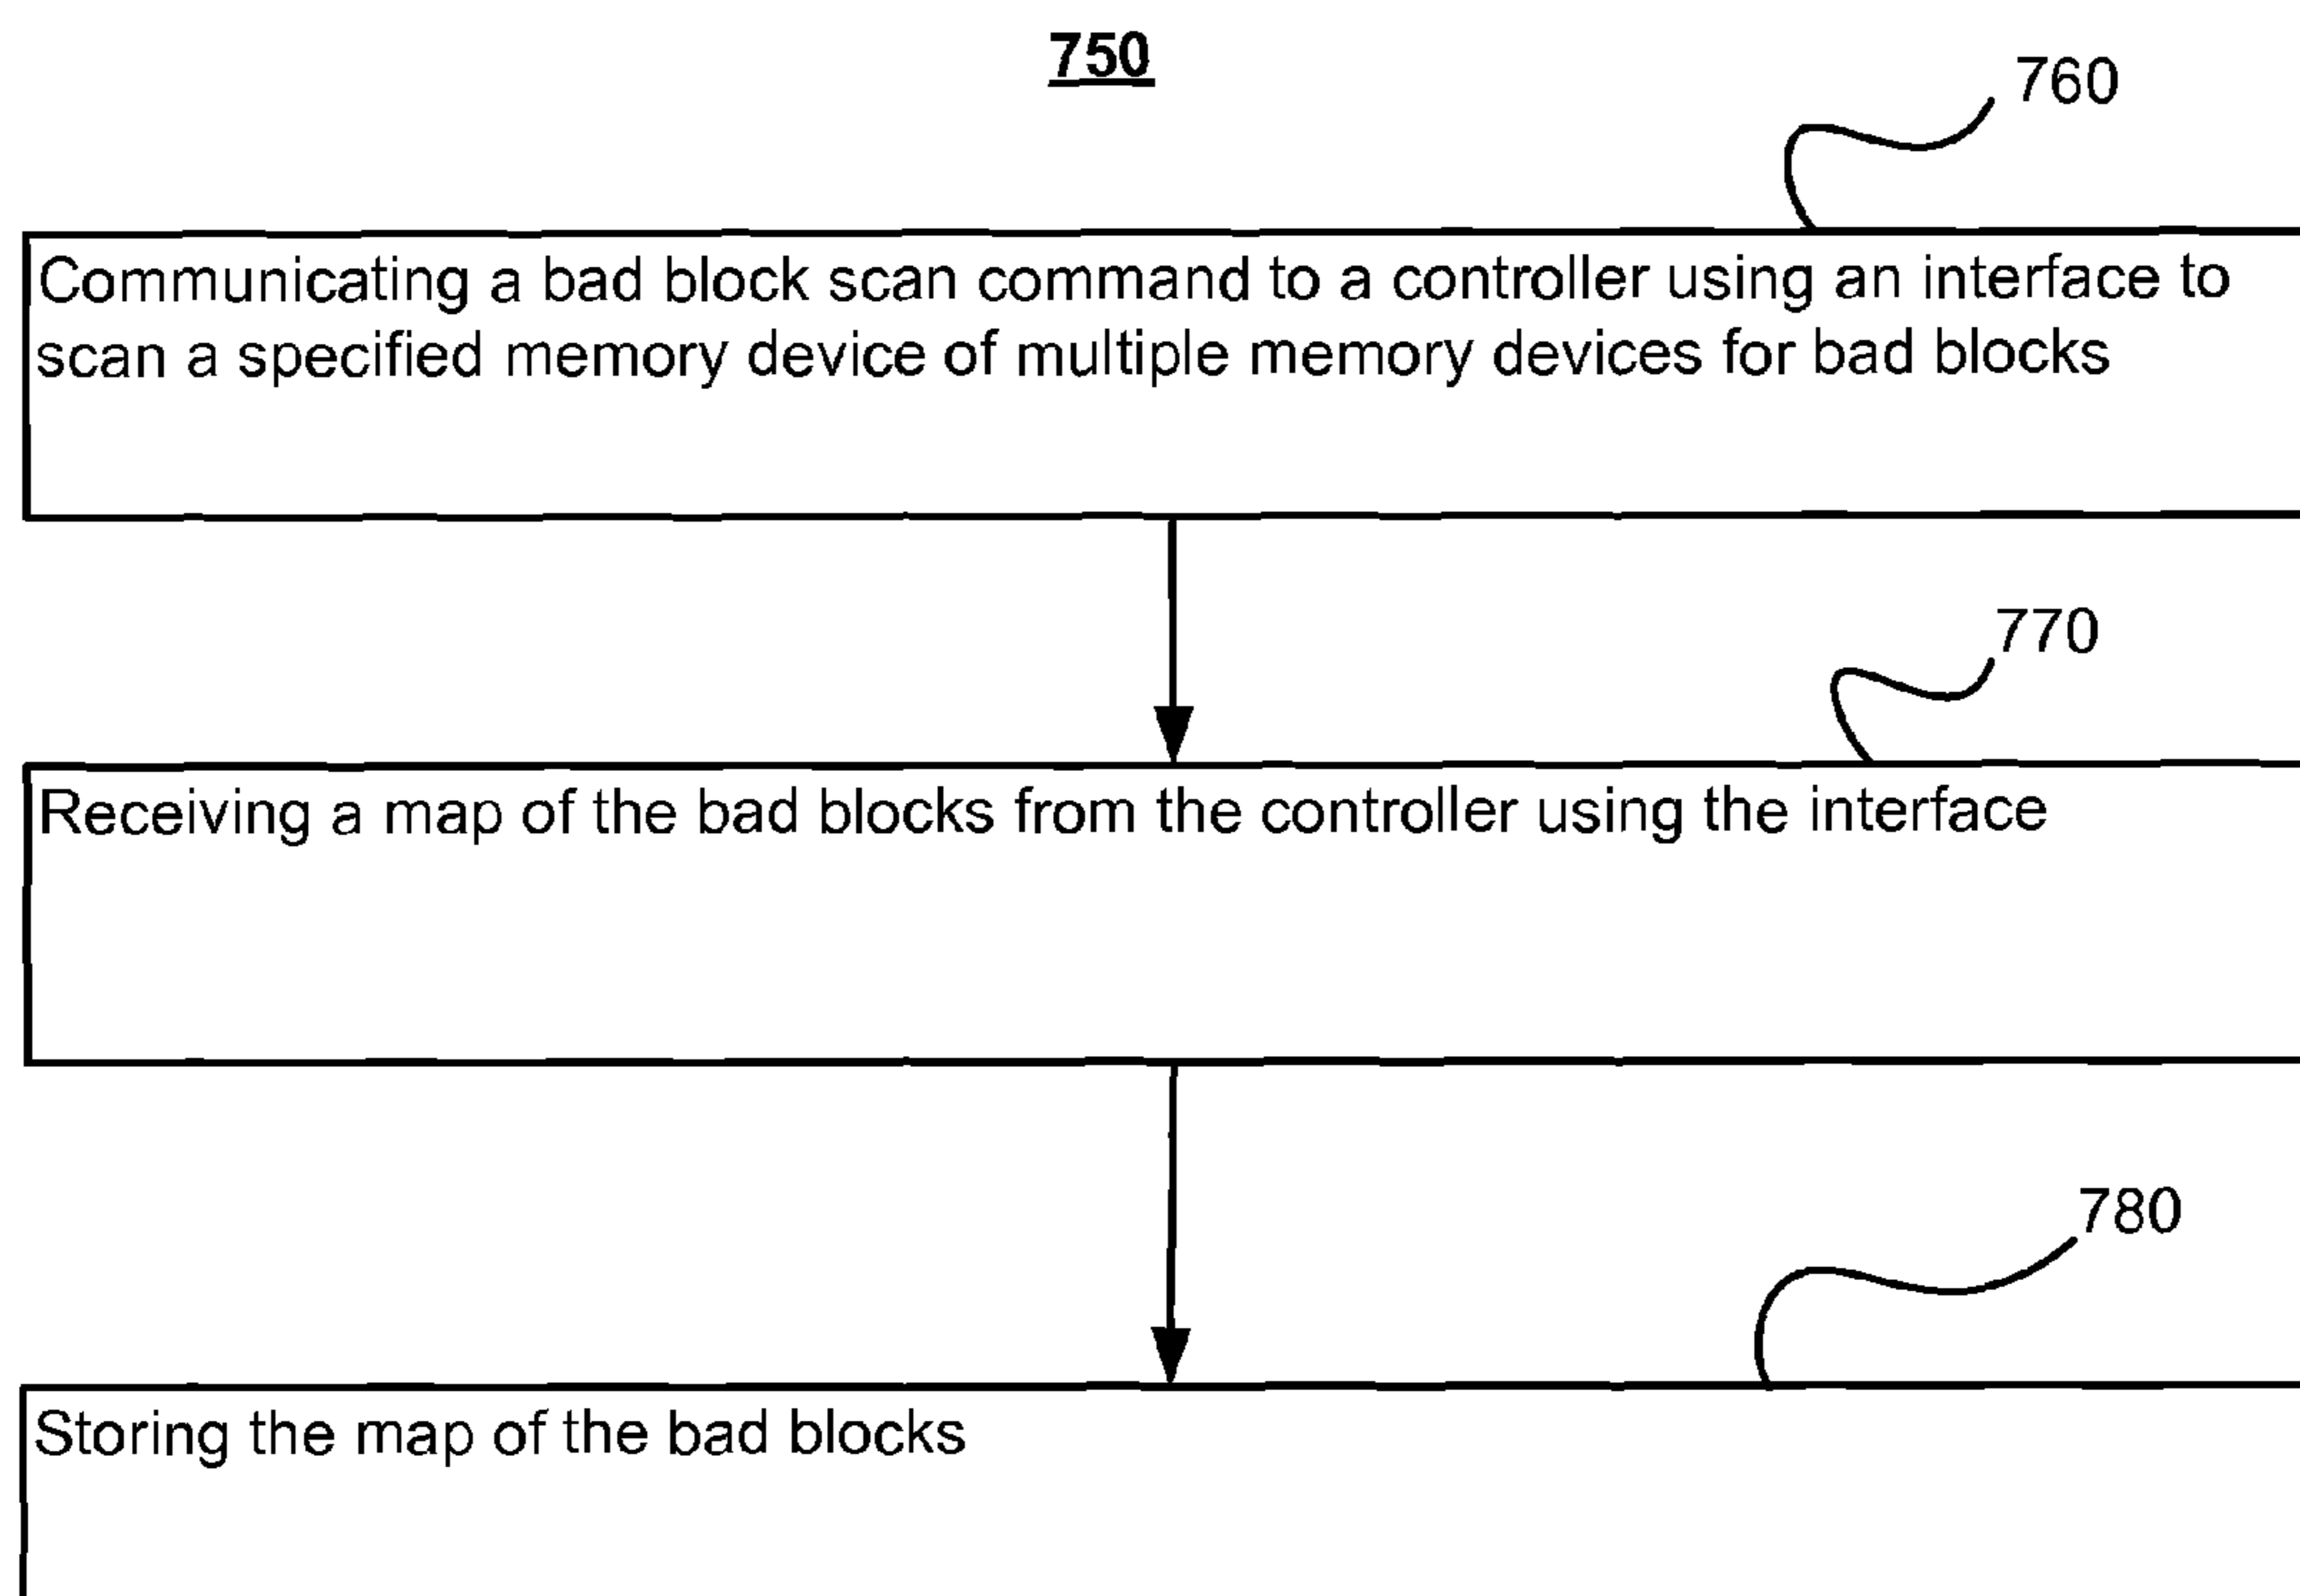 750
760
Communicating a bad block scan command to a controller using an interface to
scan a specified memory device of multiple memory devices for bad blocks
770
Receiving a map of the bad blocks from the controller using the interface
780
Storing the map of the bad blocks